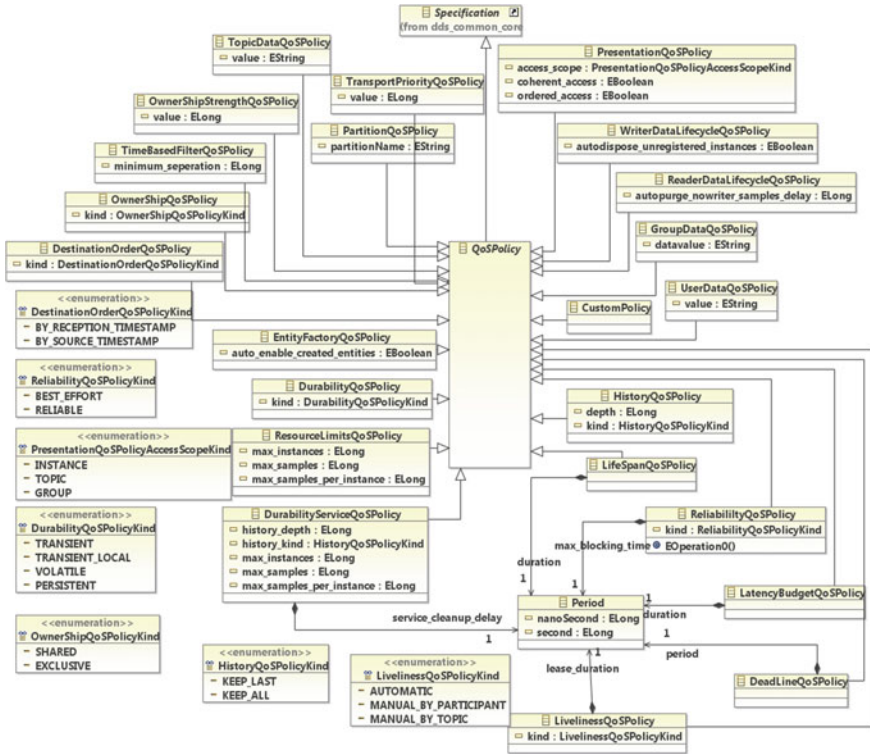 Specification
(from dds_common_core
TopicDataQoSPolicy
value : EString
TransportPriorityQoSPolicy
value : ELong
PresentationQoSPolicy
access_scope : PresentationQoSPolicyAccessScopeKind
coherent_access : EBoolean
ordered_access : EBoolean
OwnerShipStrengthQoSPolicy
value : ELong
PartitionQoSPolicy
partitionName : EString
WriterDataLifecycleQoSPolicy
autodispose_unregistered_instances : EBoolean
TimeBasedFilterQoSPolicy
minimum_seperation : ELong
ReaderDataLifecycleQoSPolicy
autopurge_nowriter_samples_delay : ELong
OwnerShipQoSPolicy
kind : OwnerShipQoSPolicyKind
GroupDataQoSPolicy
datavalue : EString
DestinationOrderQoSPolicy
kind : DestinationOrderQoSPolicyKind
QoSPolicy
UserDataQoSPolicy
value : EString
<<enumeration>>
DestinationOrderQoSPolicyKind
BY_RECEPTION_TIMESTAMP
BY_SOURCE_TIMESTAMP
CustomPolicy
EntityFactoryQoSPolicy
auto_enable_created_entities : EBoolean
<<enumeration>>
ReliabilityQoSPolicyKind
BEST_EFFORT
RELIABLE
DurabilityQoSPolicy
kind : DurabilityQoSPolicyKind
HistoryQoSPolicy
depth : ELong
kind : HistoryQoSPolicyKind
<<enumeration>>
PresentationQoSPolicyAccessScopeKind
INSTANCE
TOPIC
GROUP
ResourceLimitsQoSPolicy
max_instances : ELong
max_samples : ELong
max_samples_per_instance : ELong
LifeSpanQoSPolicy
<<enumeration>>
DurabilityQoSPolicyKind
TRANSIENT
TRANSIENT_LOCAL
VOLATILE
PERSISTENT
DurabilityServiceQoSPolicy
history_depth : ELong
history_kind : HistoryQoSPolicyKind
max_instances : ELong
max_samples : ELong
max_samples_per_instance : ELong
ReliabililtyQoSPolicy
kind : ReliabilityQoSPolicyKind
EOperation0()
max_blocking_time
duration
1
1
Period
nanoSecond : ELong
second : ELong
1
duration
LatencyBudgetQoSPolicy
service_cleanup_delay
1
1
period
1
lease_duration
DeadLineQoSPolicy
<<enumeration>>
OwnerShipQoSPolicyKind
SHARED
EXCLUSIVE
<<enumeration>>
HistoryQoSPolicyKind
KEEP_LAST
KEEP_ALL
<<enumeration>>
LivelinessQoSPolicyKind
AUTOMATIC
MANUAL_BY_PARTICIPANT
MANUAL_BY_TOPIC
LivelinessQoSPolicy
kind : LivelinessQoSPolicyKind